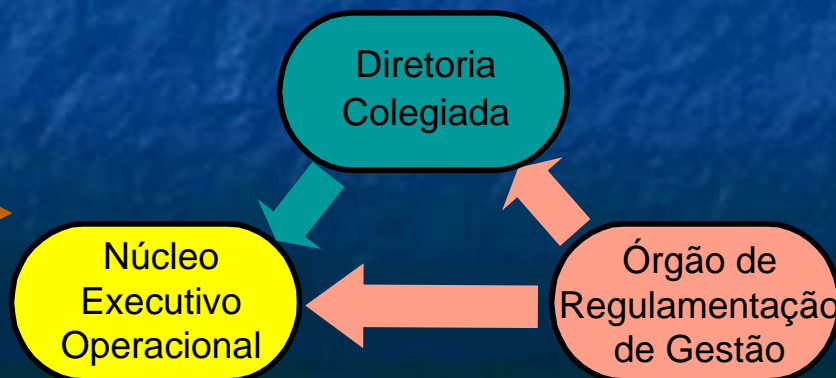 Diretoria
Colegiada
Núcleo
Executivo
Operacional
Órgão de
Regulamentação
de Gestão